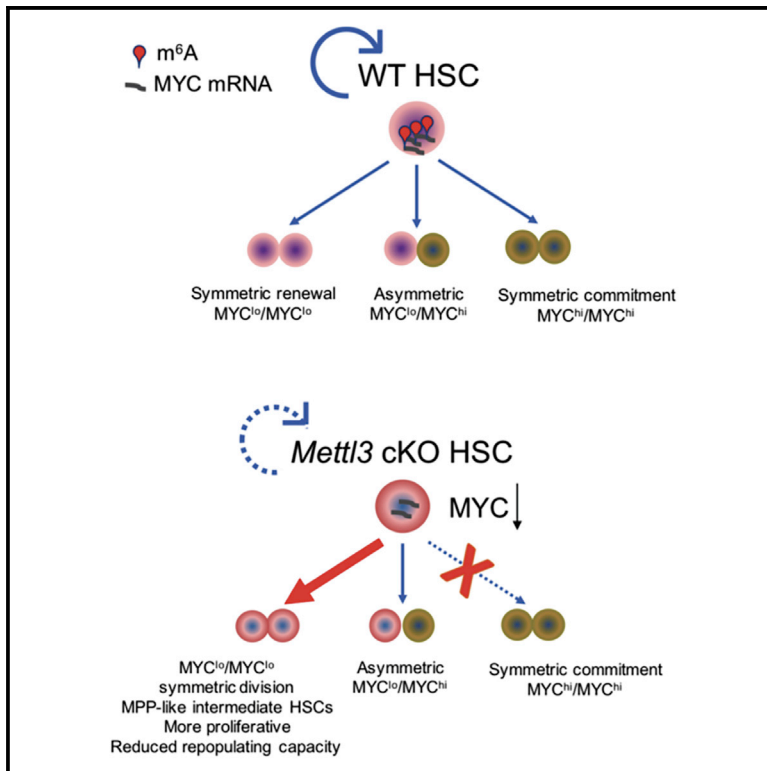 m⁶A
MYC mRNA
WT HSC
Symmetric renewal
MYCˡᵒ/MYCˡᵒ
Asymmetric
MYCˡᵒ/MYCʰⁱ
Symmetric commitment
MYCʰⁱ/MYCʰⁱ
Mettl3 cKO HSC
MYC
MYCˡᵒ/MYCˡᵒ
symmetric division
MPP-like intermediate HSCs
More proliferative
Reduced repopulating capacity
Asymmetric
MYCˡᵒ/MYCʰⁱ
Symmetric commitment
MYCʰⁱ/MYCʰⁱ